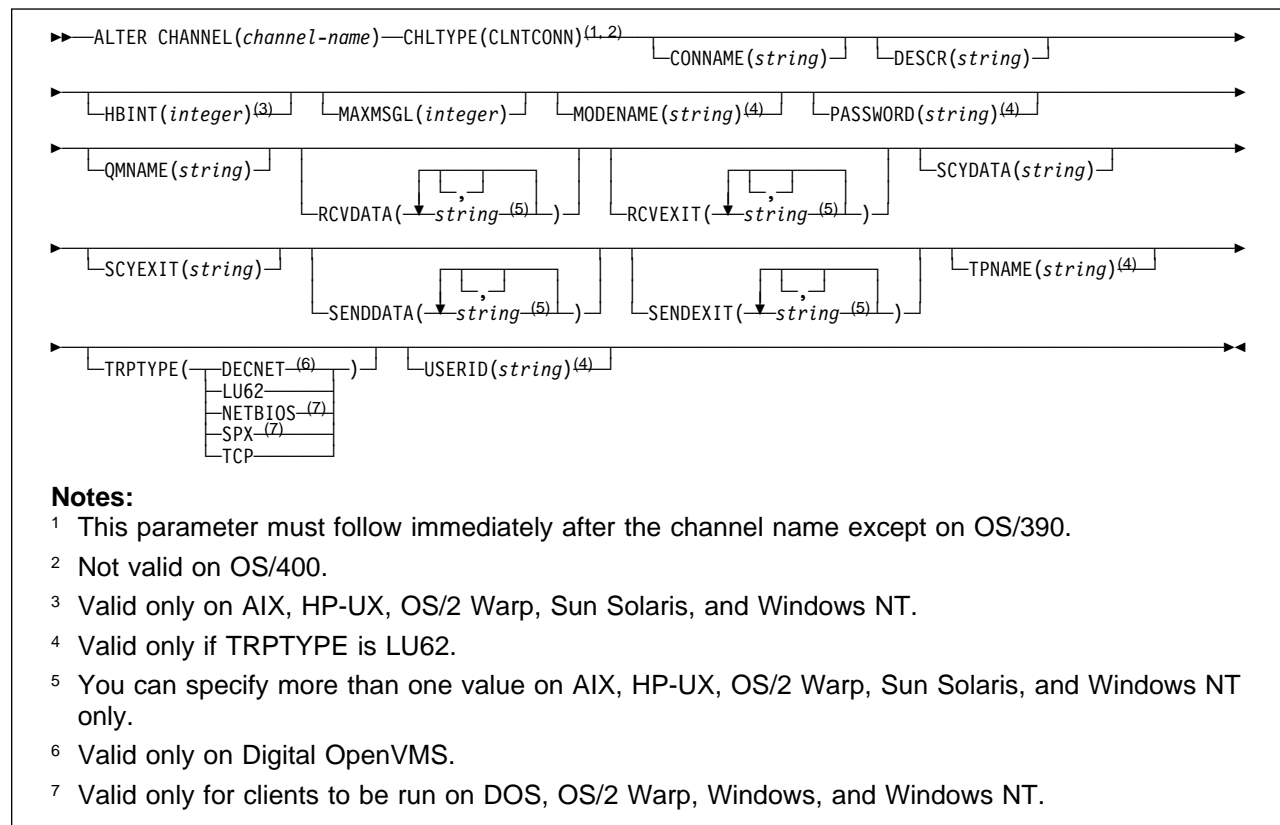 ALTER CHANNEL(channel-name) CHLTYPE(CLNTCONN) (1, 2)
CONNAME(string) DESCR(string)
HBINT(integer) (3) MAXMSGL(integer) MODENAME(string) (4) PASSWORD(string) (4)
QMNAME(string) SCYDATA(string)
,
,
RCVDATA( string (5) ) RCVEXIT( string (5) )
SCYEXIT(string) TPNAME(string) (4)
,
,
SENDDATA( string (5) ) SENDEXIT( string (5) )
TRPTYPE( DECNET (6) ) USERID(string) (4)
LU62
NETBIOS (7)
SPX (7)
TCP
Notes:
1 This parameter must follow immediately after the channel name except on OS/390.
2 Not valid on OS/400.
3 Valid only on AIX, HP-UX, OS/2 Warp, Sun Solaris, and Windows NT.
4 Valid only if TRPTYPE is LU62.
5 You can specify more than one value on AIX, HP-UX, OS/2 Warp, Sun Solaris, and Windows NT
only.
6 Valid only on Digital OpenVMS.
7 Valid only for clients to be run on DOS, OS/2 Warp, Windows, and Windows NT.